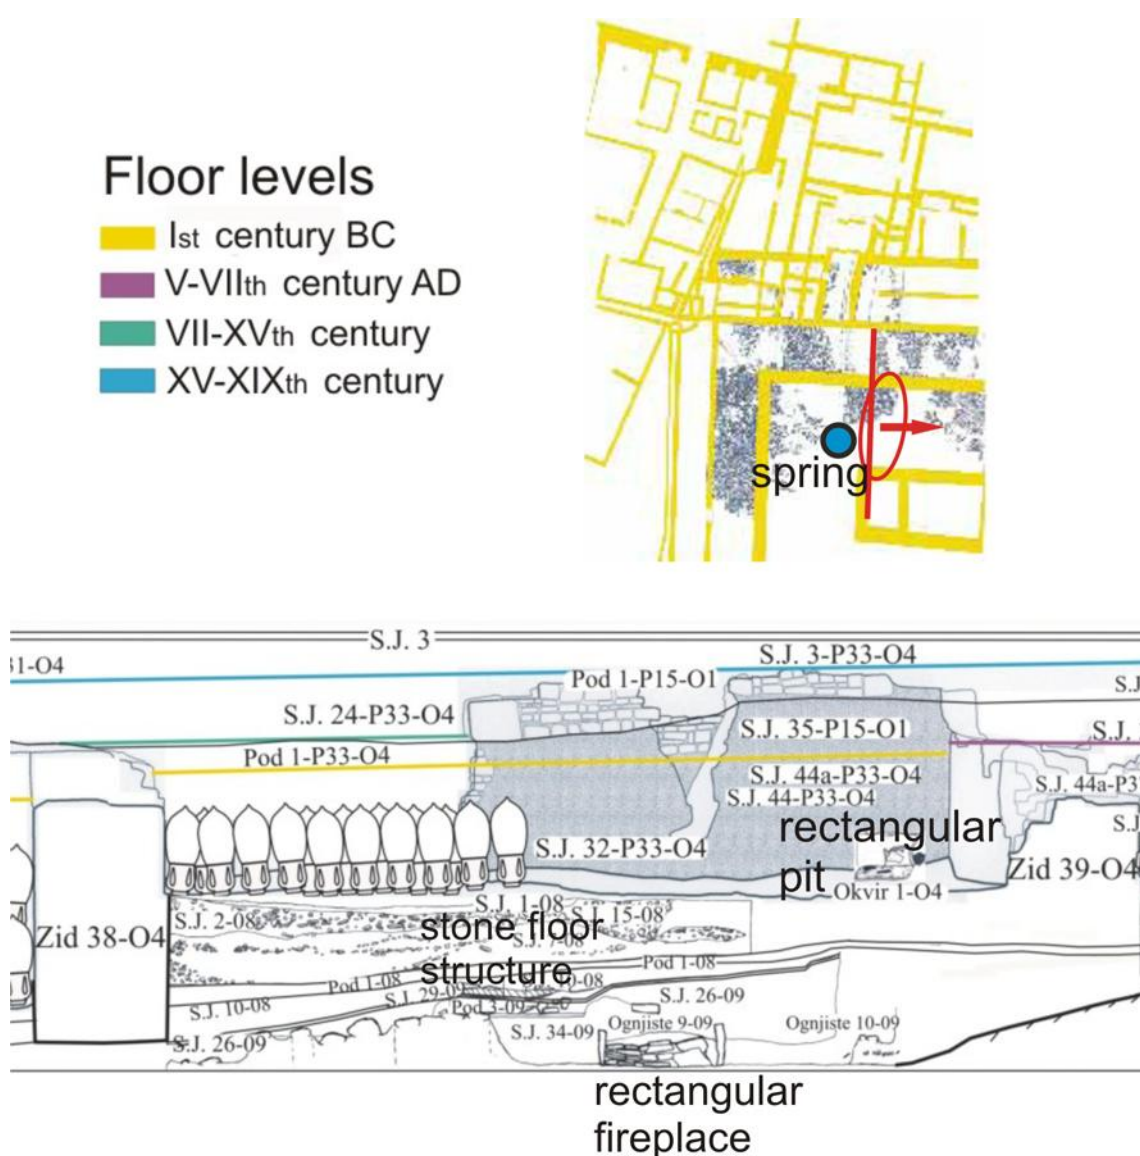 Floor levels
Ist century BC
V-VIIth century AD
VII-XVth century
XV-XIXth century
spring
S.J. 3
31-O4
S.J. 3-P33-O4
Pod 1-P15-O1
S.J.
S.J. 24-P33-O4
S.J. 35-P15-O1
S.J.
Pod 1-P33-O4
S.J. 44a-P33-O4
S.J. 44a-P3
S.J. 44-P33-O4
rectangular
pit
S.J.
S.J. 32-P33-O4
Zid 39-O4
Okvir 1-O4
S.J. 1-08
S.J. 2-08
S.J. 15-08
Zid 38-O4
stone floor
structure
S.J. 7-08
Pod 1-08
Pod 1-08
S.J. 29-09
S.J. 10-08
Pod 3-09
S.J. 26-09
S.J. 34-09
Ognjiste 9-09
Ognjiste 10-09
S.J. 26-09
rectangular
fireplace